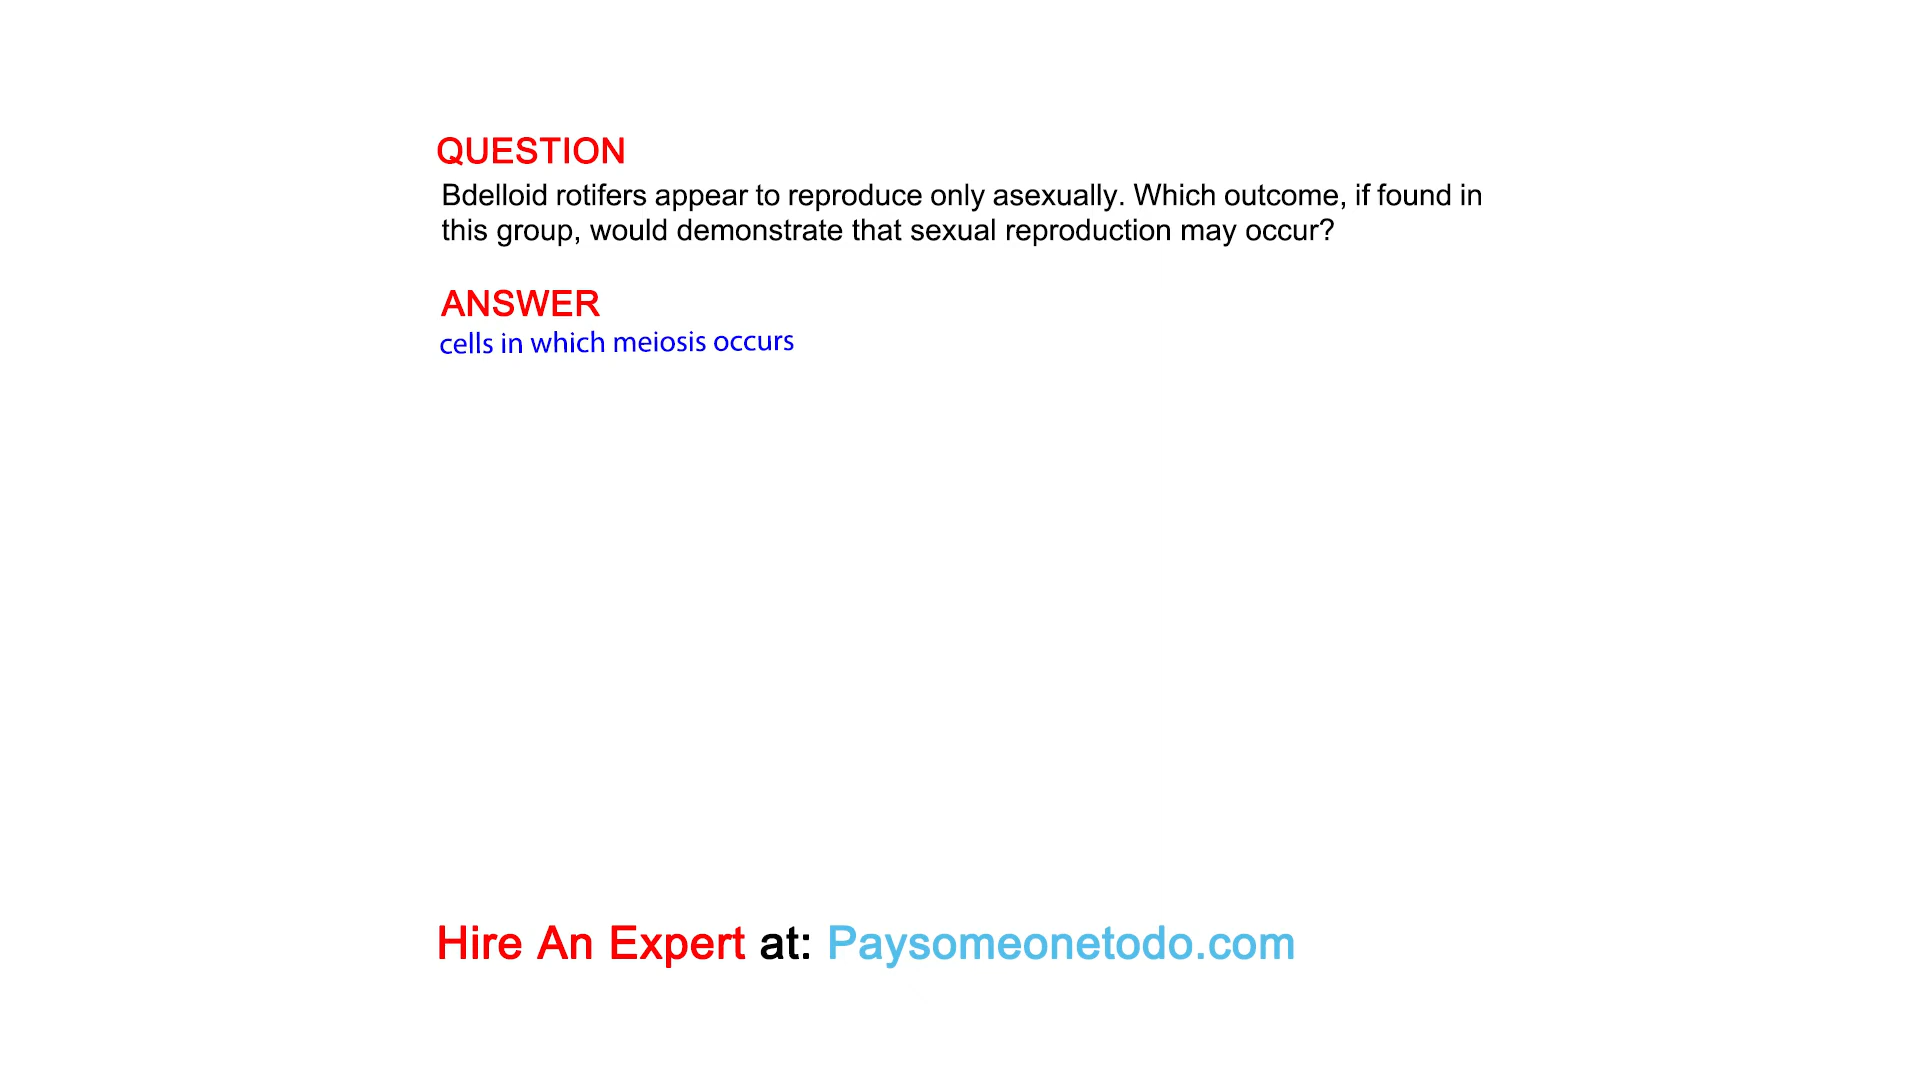 QUESTION
Bdelloid rotifers appear to reproduce only asexually. Which outcome, if found in
this group, would demonstrate that sexual reproduction may occur?
ANSWER
cells in which meiosis occurs
Hire An Expert at: Paysomeonetodo.com